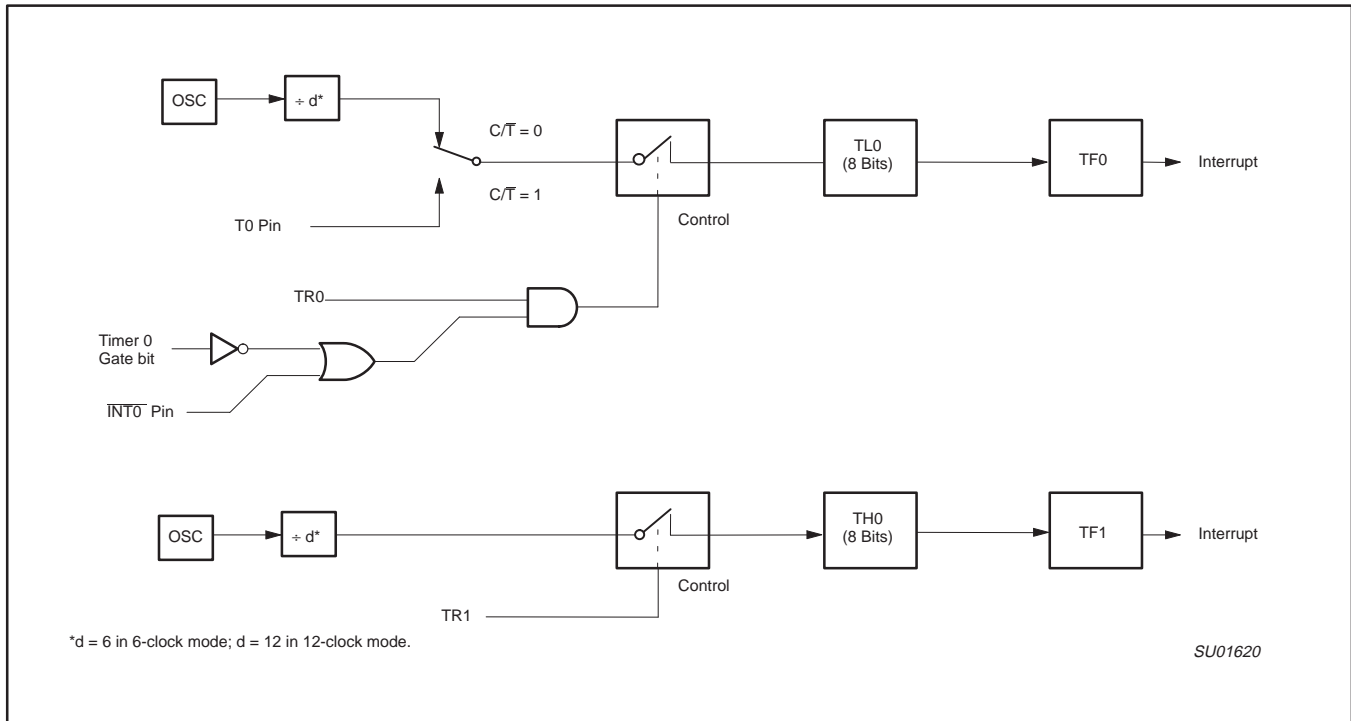 OSC
÷ d*
C/T̅ = 0
C/T̅ = 1
T0 Pin
Control
TL0
(8 Bits)
TF0
Interrupt
TR0
Timer 0
Gate bit
I̅N̅T̅0̅ Pin
OSC
÷ d*
Control
TH0
(8 Bits)
TF1
Interrupt
TR1
*d = 6 in 6-clock mode; d = 12 in 12-clock mode.
SU01620